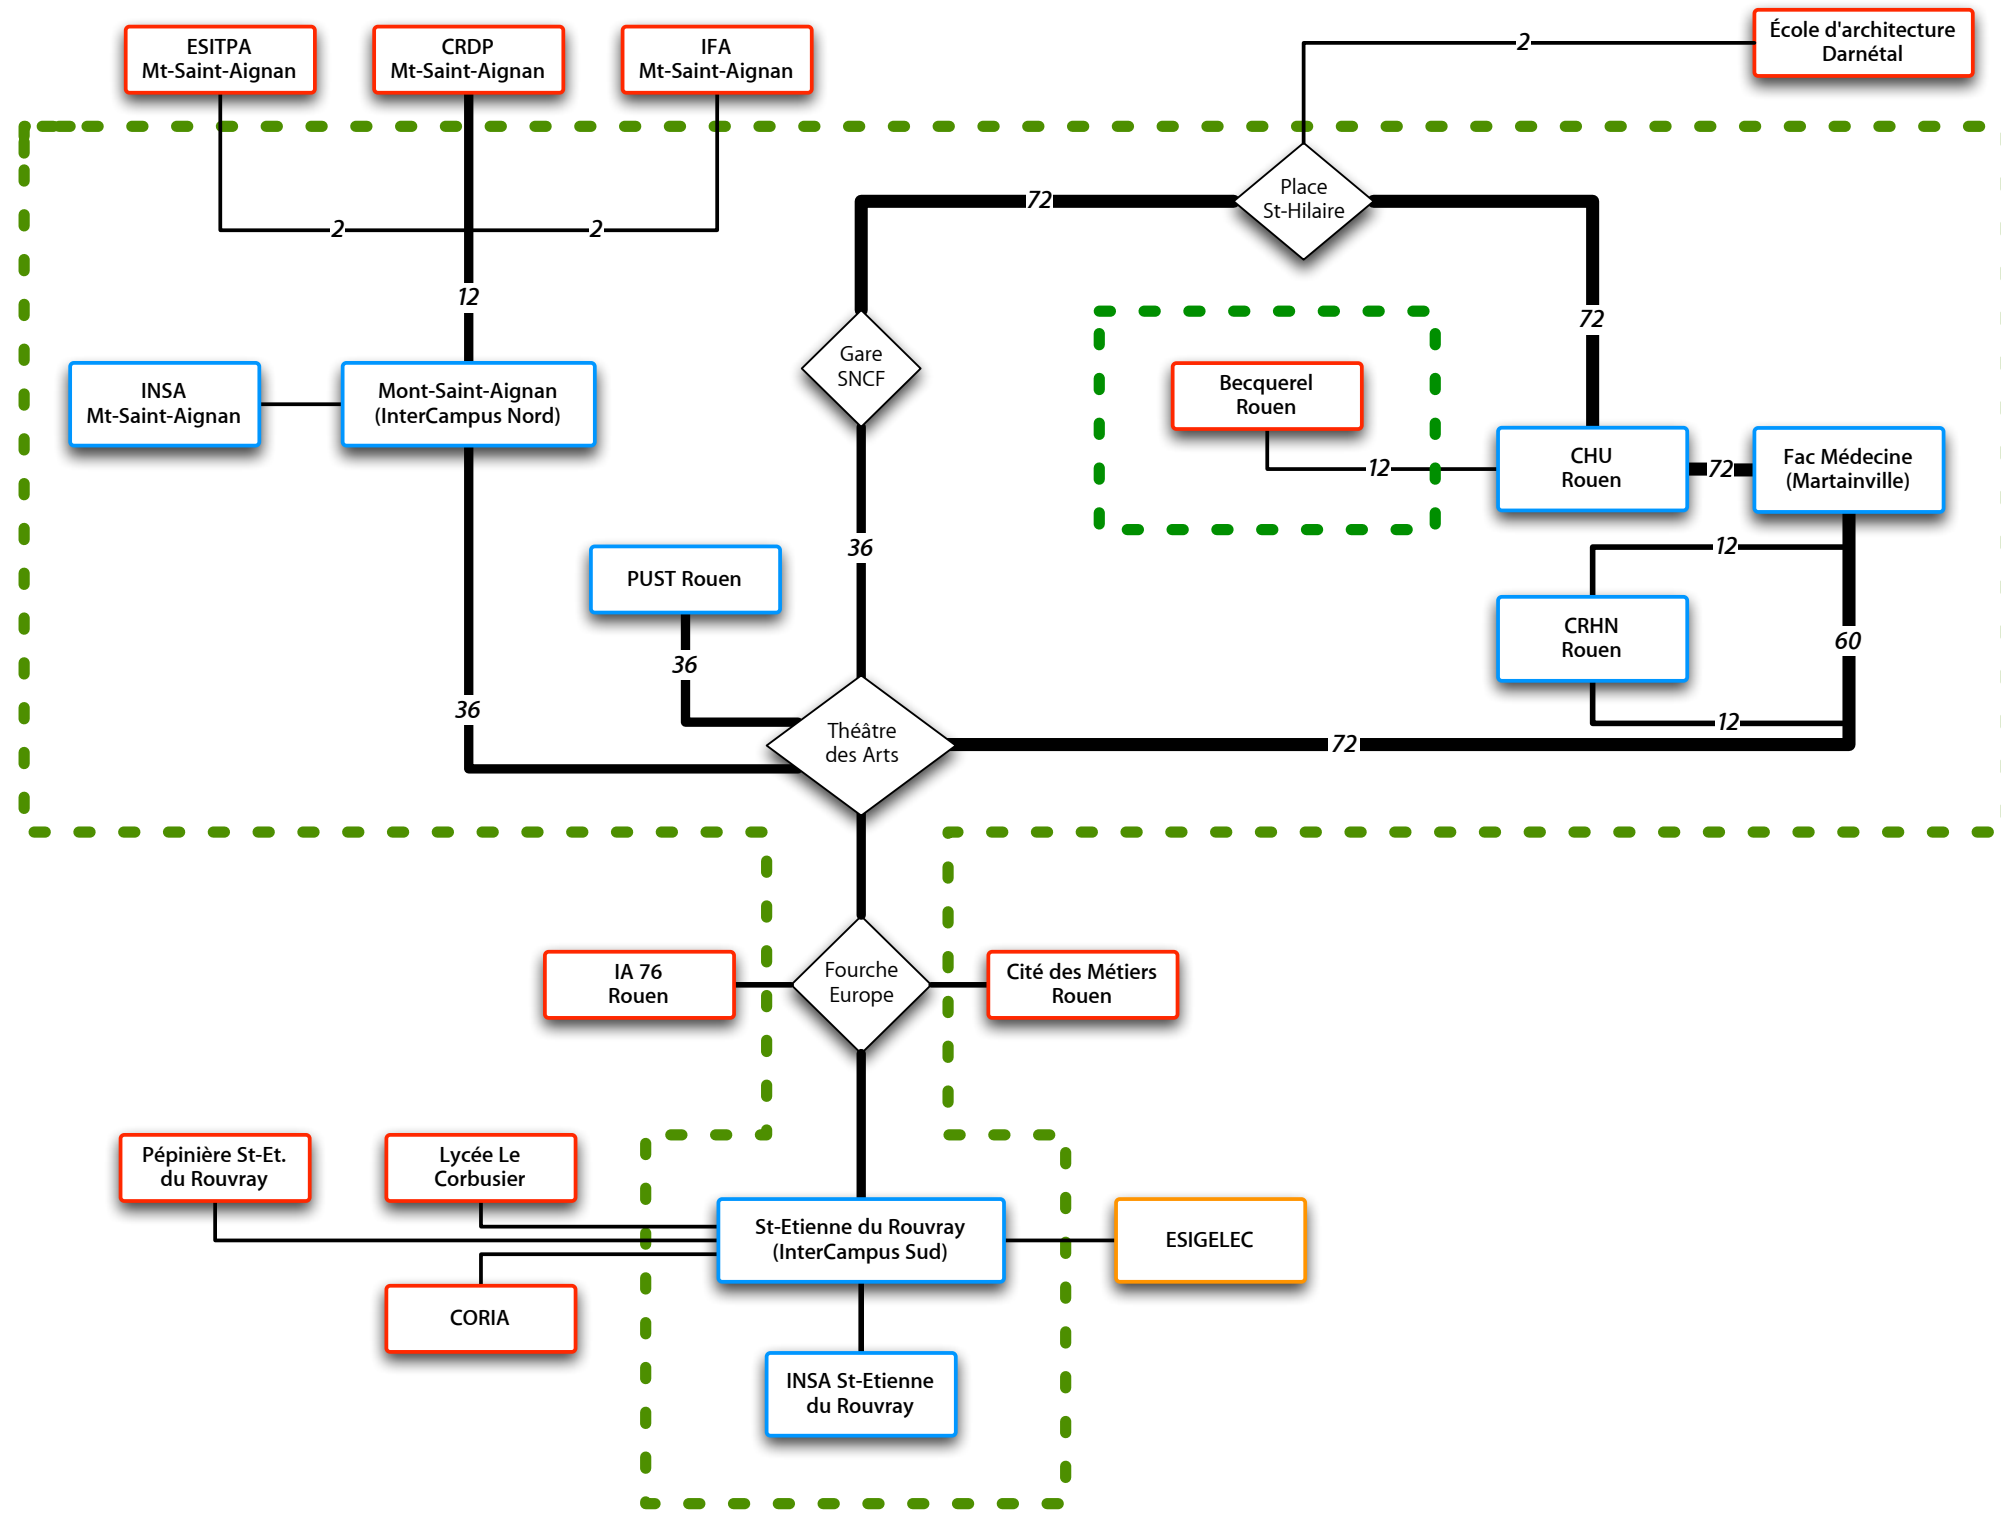 ESITPA
Mt-Saint-Aignan
CRDP
Mt-Saint-Aignan
IFA
Mt-Saint-Aignan
2
École d'architecture
Darnétal
2
2
12
72
Place
St-Hilaire
72
INSA
Mt-Saint-Aignan
Mont-Saint-Aignan
(InterCampus Nord)
Gare
SNCF
Becquerel
Rouen
12
CHU
Rouen
72
Fac Médecine
(Martainville)
36
PUST Rouen
36
12
CRHN
Rouen
60
12
36
Théâtre
des Arts
72
IA 76
Rouen
Fourche
Europe
Cité des Métiers
Rouen
Pépinière St-Et.
du Rouvray
Lycée Le
Corbusier
St-Etienne du Rouvray
(InterCampus Sud)
ESIGELEC
CORIA
INSA St-Etienne
du Rouvray